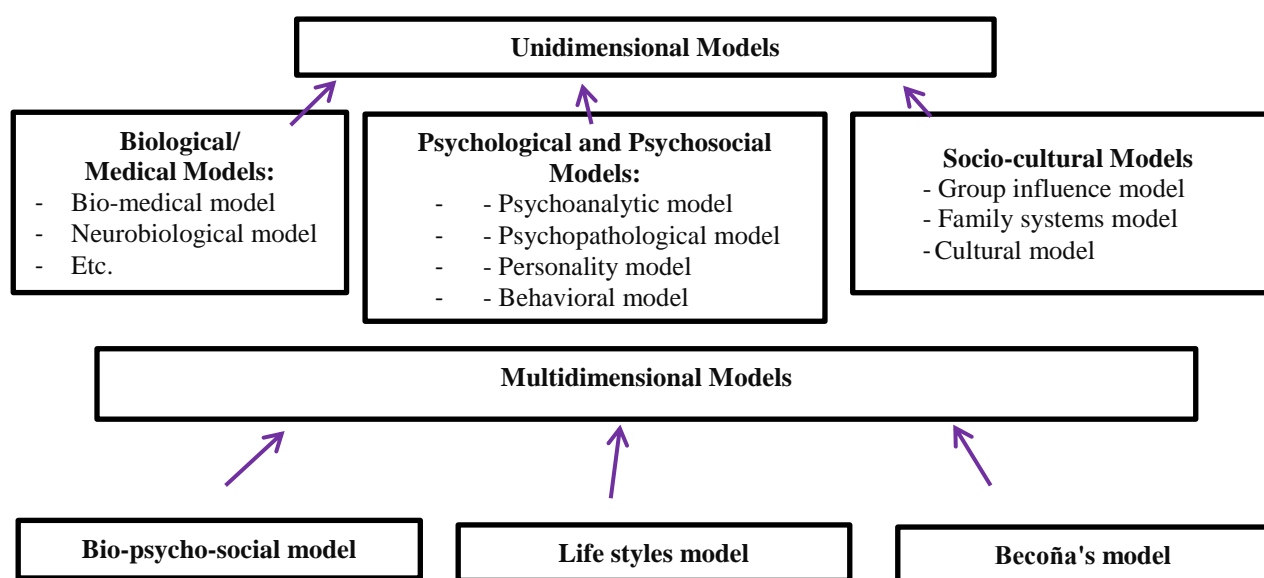 Unidimensional Models
Biological/
Medical Models:
- Bio-medical model
- Neurobiological model
- Etc.
Psychological and Psychosocial
Models:
- - Psychoanalytic model
- - Psychopathological model
- - Personality model
- - Behavioral model
Socio-cultural Models
- Group influence model
- Family systems model
- Cultural model
Multidimensional Models
Bio-psycho-social model
Life styles model
Becoña's model